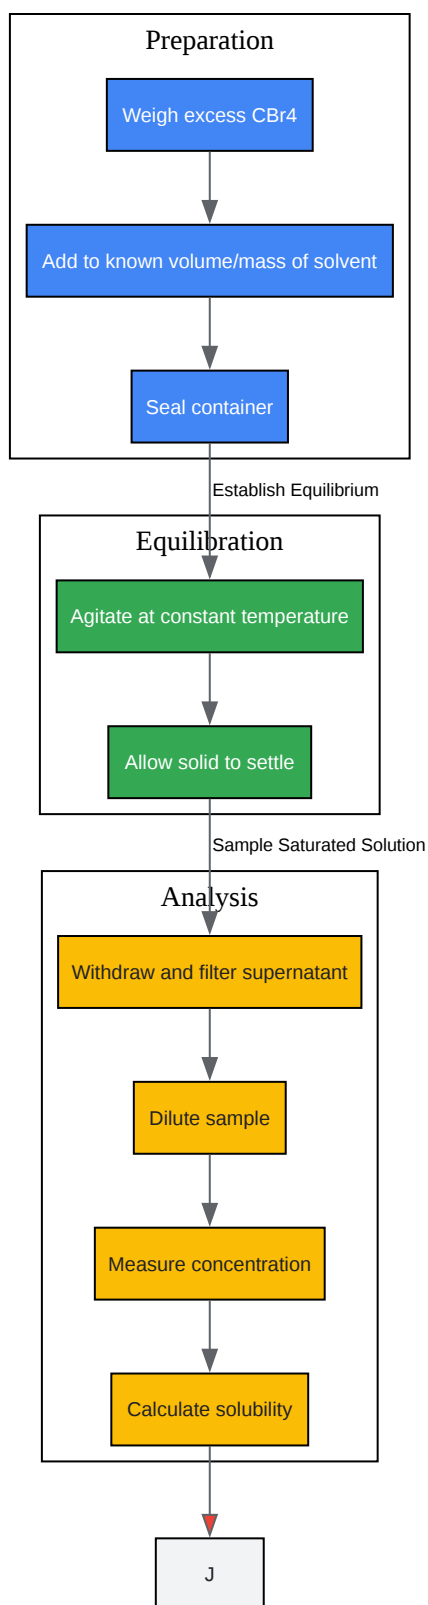 Preparation
Weigh excess CBr4
Add to known volume/mass of solvent
Seal container
Establish Equilibrium
Equilibration
Agitate at constant temperature
Allow solid to settle
Sample Saturated Solution
Analysis
Withdraw and filter supernatant
Dilute sample
Measure concentration
Calculate solubility
J